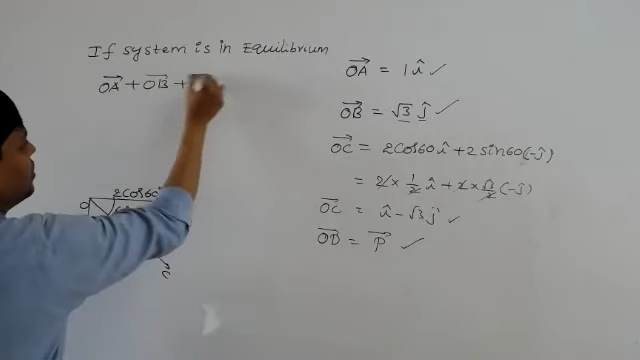 If system is in Equilibrium
→OA + →OB +
→OA = 1î ✓
→OB = √3 ĵ ✓
→OC = 2Cos60 î + 2 sin60 (-ĵ)
= 2 × 1/2 î + 2 × √3/2 (-ĵ)
→OC = î - √3 ĵ ✓
→OD = →P ✓
O
2Cos60
C